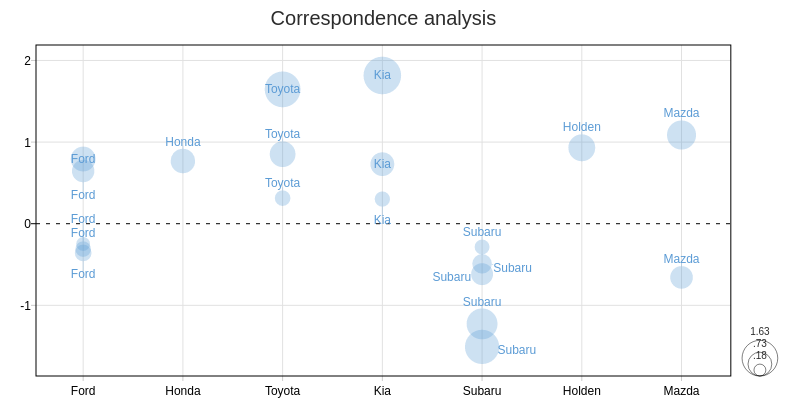 Correspondence analysis
2
Kia
Toyota
Mazda
Holden
Toyota
1
Honda
Ford
Kia
Toyota
Ford
Ford
Kia
0
Ford
Subaru
Mazda
Subaru
Subaru
Ford
Subaru
-1
Subaru
1.63
.73
.18
Ford Honda Toyota Kia Subaru Holden Mazda